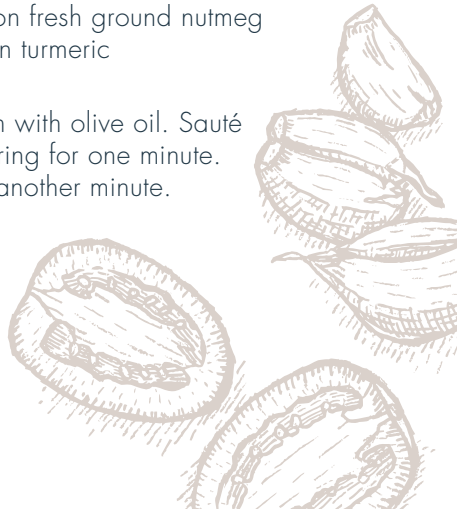 on fresh ground nutmeg
n turmeric
with olive oil. Sauté
ring for one minute.
another minute.